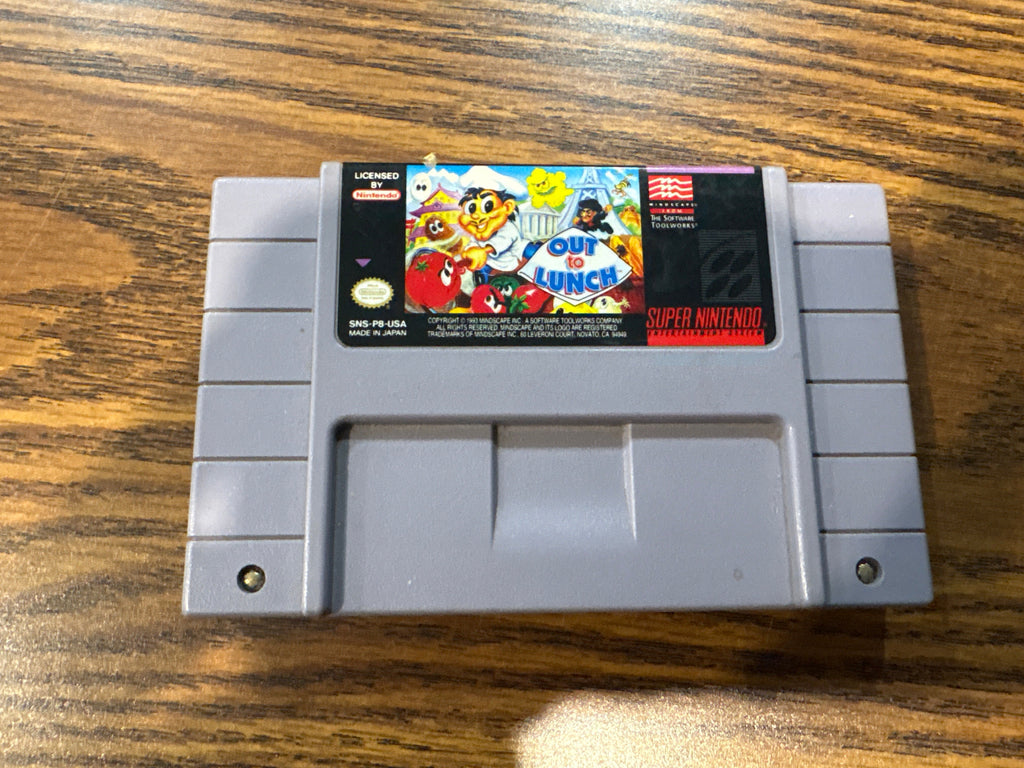 LICENSED
BY
Nintendo
OUT
to
LUNCH™
MINDSCAPE
FROM
THE SOFTWARE
TOOLWORKS®
Nintendo
SNS-P8-USA
MADE IN JAPAN
COPYRIGHT © 1993 MINDSCAPE INC. A SOFTWARE TOOLWORKS COMPANY
ALL RIGHTS RESERVED. MINDSCAPE AND ITS LOGO ARE REGISTERED
TRADEMARKS OF MINDSCAPE INC. 60 LEVERONI COURT, NOVATO, CA 94949.
SUPER NINTENDO
ENTERTAINMENT SYSTEM